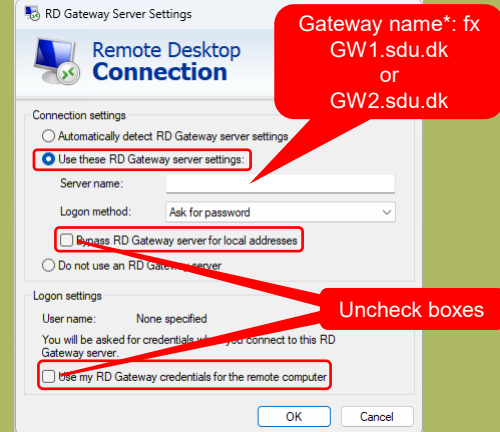 RD Gateway Server Settings
Gateway name*: fx
GW1.sdu.dk
or
GW2.sdu.dk
Remote Desktop
Connection
Connection settings
Automatically detect RD Gateway server settings
Use these RD Gateway server settings:
Server name:
Logon method: Ask for password
Bypass RD Gateway server for local addresses
Do not use an RD Gateway server
Logon settings
Uncheck boxes
User name: None specified
You will be asked for credentials when you connect to this RD
Gateway server.
Use my RD Gateway credentials for the remote computer
OK Cancel